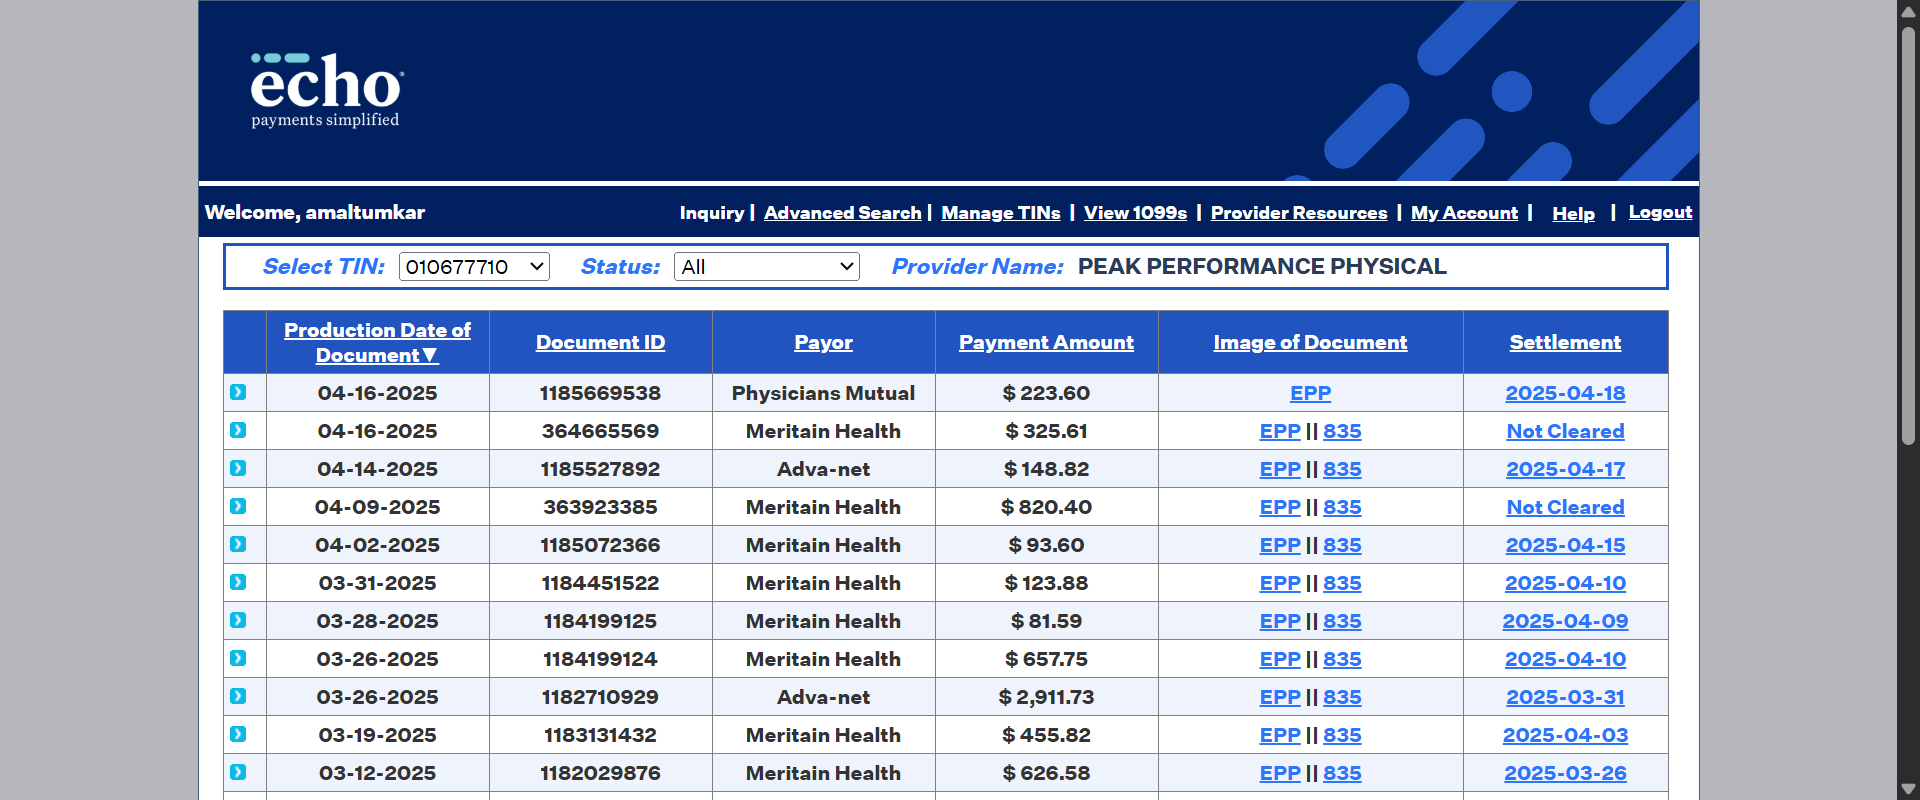 echo
payments simplified
Welcome, amaltumkar
Inquiry | Advanced Search | Manage TINs | View 1099s | Provider Resources | My Account | Help | Logout
Select TIN: 010677710 Status: All Provider Name: PEAK PERFORMANCE PHYSICAL
Production Date of Document▼ Document ID Payor Payment Amount Image of Document Settlement
04-16-2025 1185669538 Physicians Mutual $ 223.60 EPP 2025-04-18
04-16-2025 364665569 Meritain Health $ 325.61 EPP || 835 Not Cleared
04-14-2025 1185527892 Adva-net $ 148.82 EPP || 835 2025-04-17
04-09-2025 363923385 Meritain Health $ 820.40 EPP || 835 Not Cleared
04-02-2025 1185072366 Meritain Health $ 93.60 EPP || 835 2025-04-15
03-31-2025 1184451522 Meritain Health $ 123.88 EPP || 835 2025-04-10
03-28-2025 1184199125 Meritain Health $ 81.59 EPP || 835 2025-04-09
03-26-2025 1184199124 Meritain Health $ 657.75 EPP || 835 2025-04-10
03-26-2025 1182710929 Adva-net $ 2,911.73 EPP || 835 2025-03-31
03-19-2025 1183131432 Meritain Health $ 455.82 EPP || 835 2025-04-03
03-12-2025 1182029876 Meritain Health $ 626.58 EPP || 835 2025-03-26